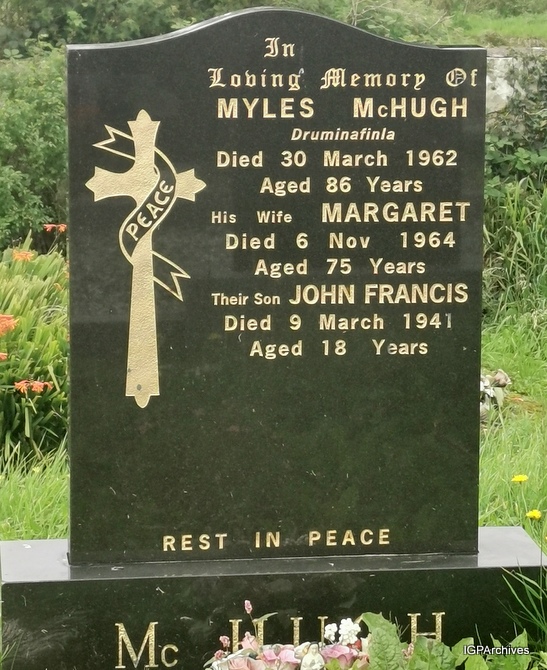 In
Loving Memory Of
MYLES McHUGH
Druminafinla
Died 30 March 1962
Aged 86 Years
His Wife MARGARET
Died 6 Nov 1964
Aged 75 Years
Their Son JOHN FRANCIS
Died 9 March 1941
Aged 18 Years
PEACE
REST IN PEACE
Mc HUGH
IGPArchives